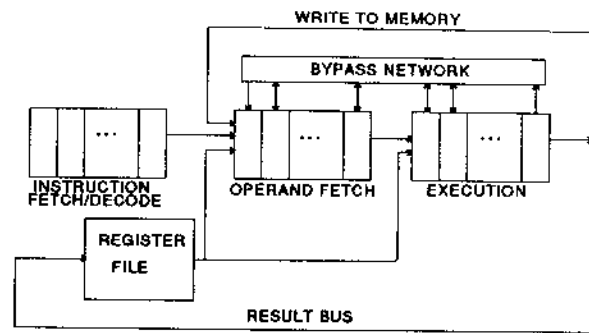 WRITE TO MEMORY
BYPASS NETWORK
...
...
...
INSTRUCTION
FETCH/DECODE
OPERAND FETCH
EXECUTION
REGISTER
FILE
RESULT BUS